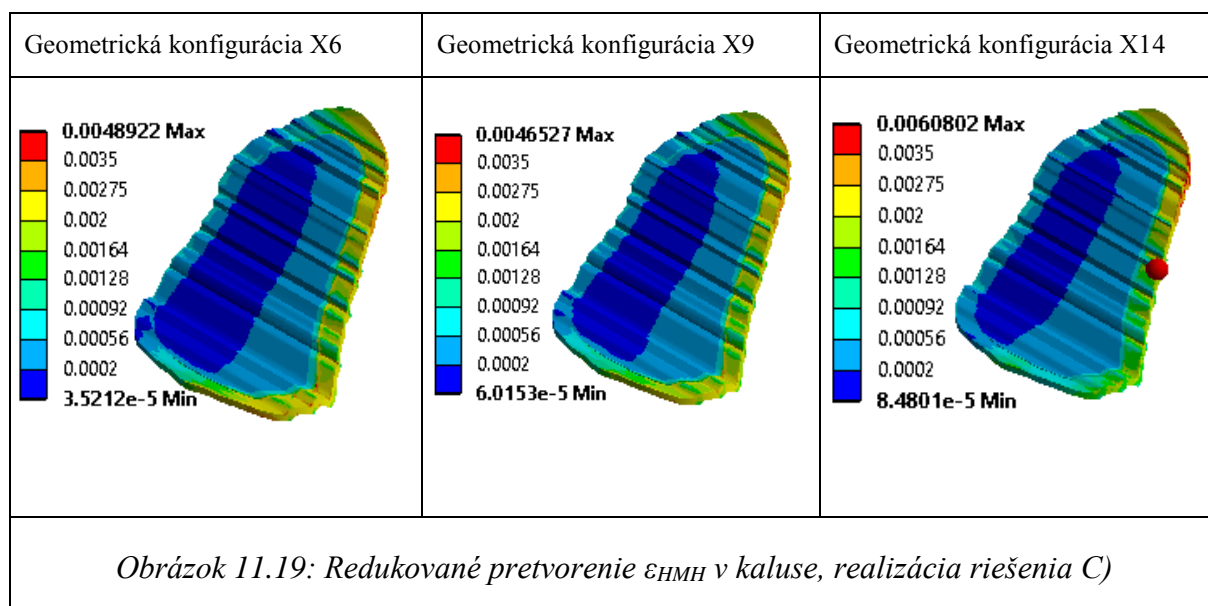 Geometrická konfigurácia X6
Geometrická konfigurácia X9
Geometrická konfigurácia X14
0.0048922 Max
0.0035
0.00275
0.002
0.00164
0.00128
0.00092
0.00056
0.0002
3.5212e-5 Min
0.0046527 Max
0.0035
0.00275
0.002
0.00164
0.00128
0.00092
0.00056
0.0002
6.0153e-5 Min
0.0060802 Max
0.0035
0.00275
0.002
0.00164
0.00128
0.00092
0.00056
0.0002
8.4801e-5 Min
Obrázok 11.19: Redukované pretvorenie εHMH v kaluse, realizácia riešenia C)